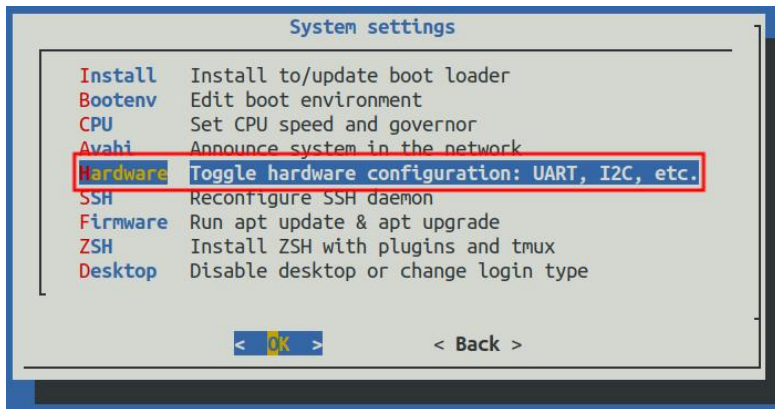 System settings
Install Install to/update boot loader
Bootenv Edit boot environment
CPU Set CPU speed and governor
Avahi Announce system in the network
Hardware Toggle hardware configuration: UART, I2C, etc.
SSH Reconfigure SSH daemon
Firmware Run apt update & apt upgrade
ZSH Install ZSH with plugins and tmux
Desktop Disable desktop or change login type
< OK > < Back >